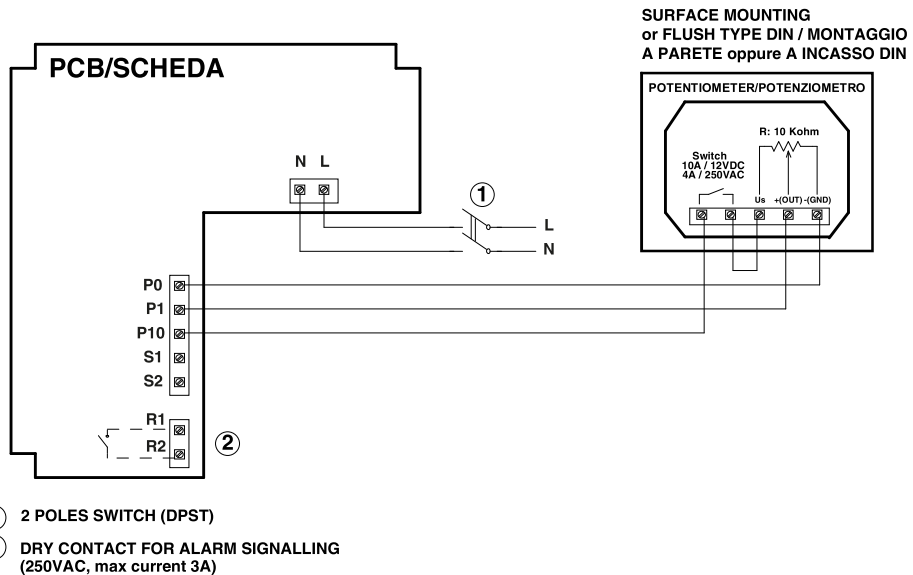 SURFACE MOUNTING
or FLUSH TYPE DIN / MONTAGGIO
A PARETE oppure A INCASSO DIN
PCB/SCHEDA
POTENTIOMETER/POTENZIOMETRO
R: 10 Kohm
Switch
10A / 12VDC
4A / 250VAC
Us +(OUT) -(GND)
N L
1
L
N
P0
P1
P10
S1
S2
R1
R2
2
2 POLES SWITCH (DPST)
DRY CONTACT FOR ALARM SIGNALLING
(250VAC, max current 3A)